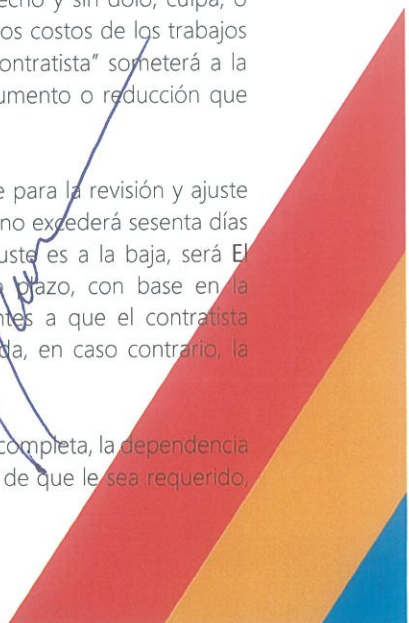 echo y sin dolo, culpa, o
os costos de los trabajos
ontratista" someterá a la
umento o reducción que
e para la revisión y ajuste
no excederá sesenta días
uste es a la baja, será El
plazo, con base en la
ntes a que el contratista
da, en caso contrario, la
completa, la dependencia
de que le sea requerido,